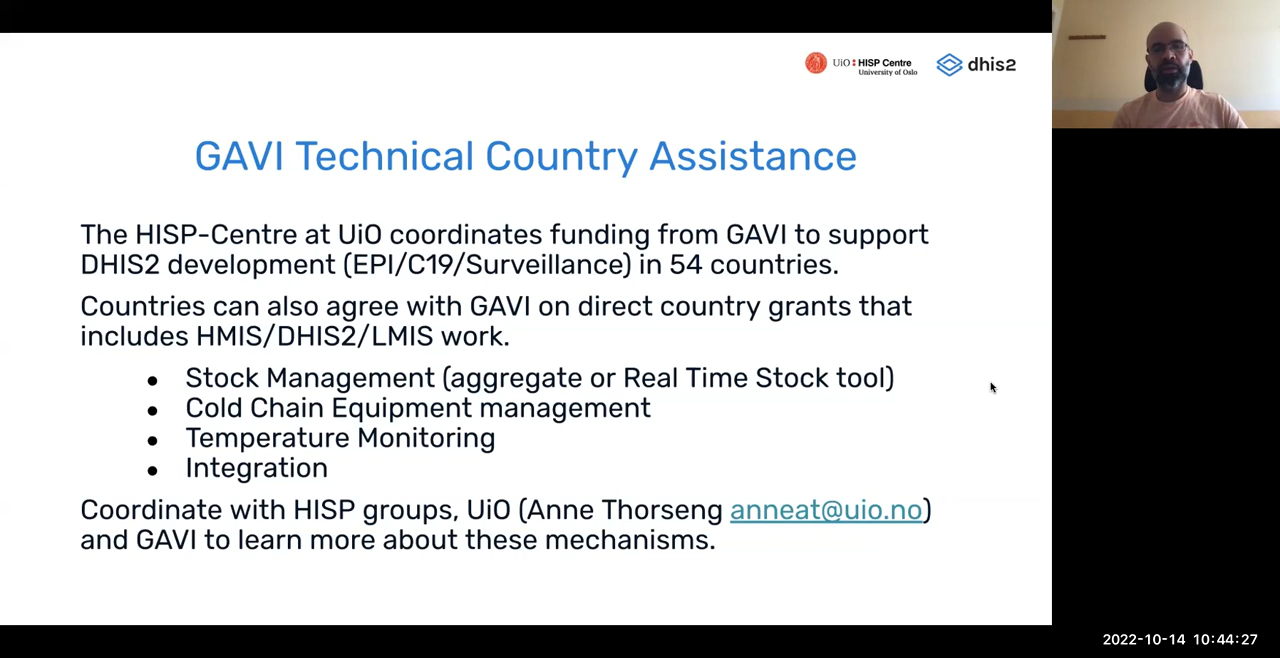 UiO : HISP Centre
University of Oslo
dhis2
GAVI Technical Country Assistance
The HISP-Centre at UiO coordinates funding from GAVI to support
DHIS2 development (EPI/C19/Surveillance) in 54 countries.
Countries can also agree with GAVI on direct country grants that
includes HMIS/DHIS2/LMIS work.
● Stock Management (aggregate or Real Time Stock tool)
● Cold Chain Equipment management
● Temperature Monitoring
● Integration
Coordinate with HISP groups, UiO (Anne Thorseng anneat@uio.no)
and GAVI to learn more about these mechanisms.
2022-10-14 10:44:27